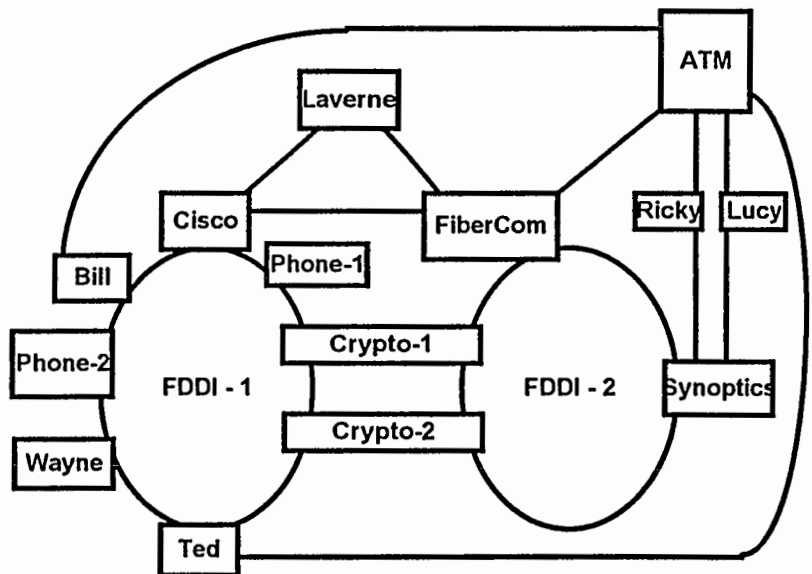 ATM
Laverne
Cisco
FiberCom
Ricky
Lucy
Phone-1
Bill
Crypto-1
Phone-2
FDDI - 1
FDDI - 2
Synoptics
Crypto-2
Wayne
Ted